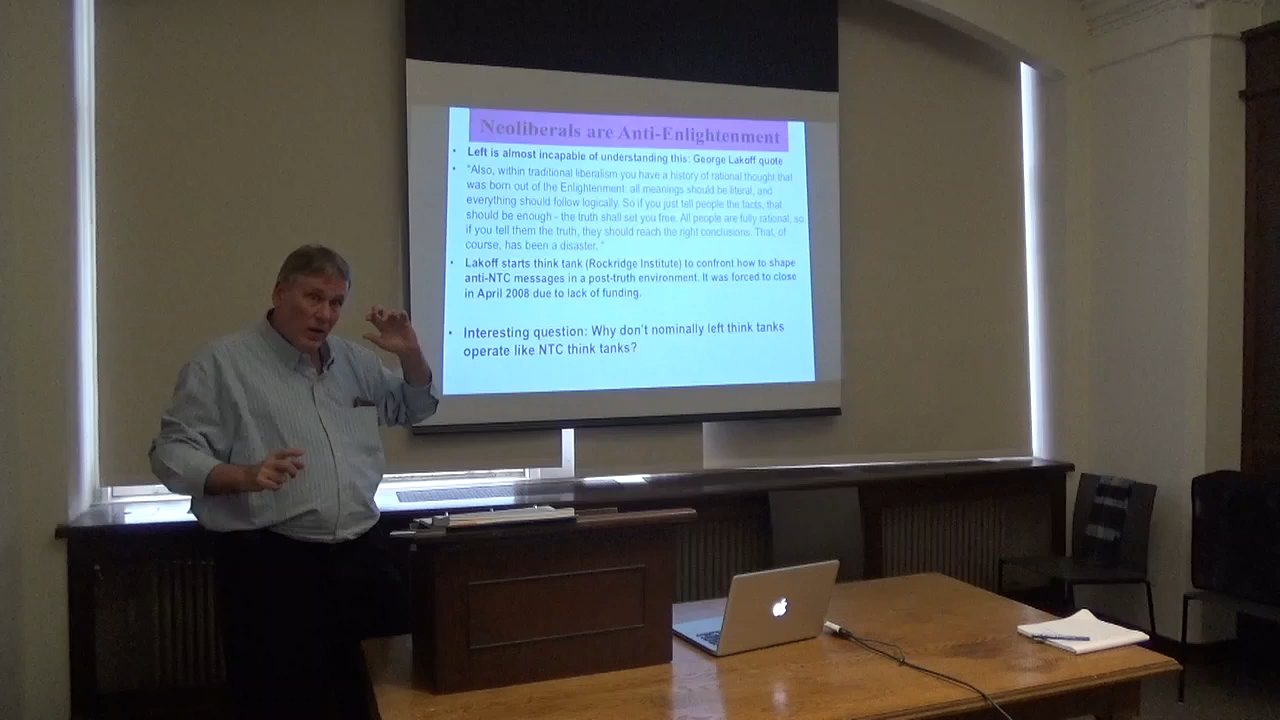 Neoliberals are Anti-Enlightenment
• Left is almost incapable of understanding this: George Lakoff quote
• "Also, within traditional liberalism you have a history of rational thought that
was born out of the Enlightenment: all meanings should be literal, and
everything should follow logically. So if you just tell people the facts, that
should be enough - the truth shall set you free. All people are fully rational, so
if you tell them the truth, they should reach the right conclusions. That, of
course, has been a disaster. "
• Lakoff starts think tank (Rockridge Institute) to confront how to shape
anti-NTC messages in a post-truth environment. It was forced to close
in April 2008 due to lack of funding.
• Interesting question: Why don't nominally left think tanks
operate like NTC think tanks?